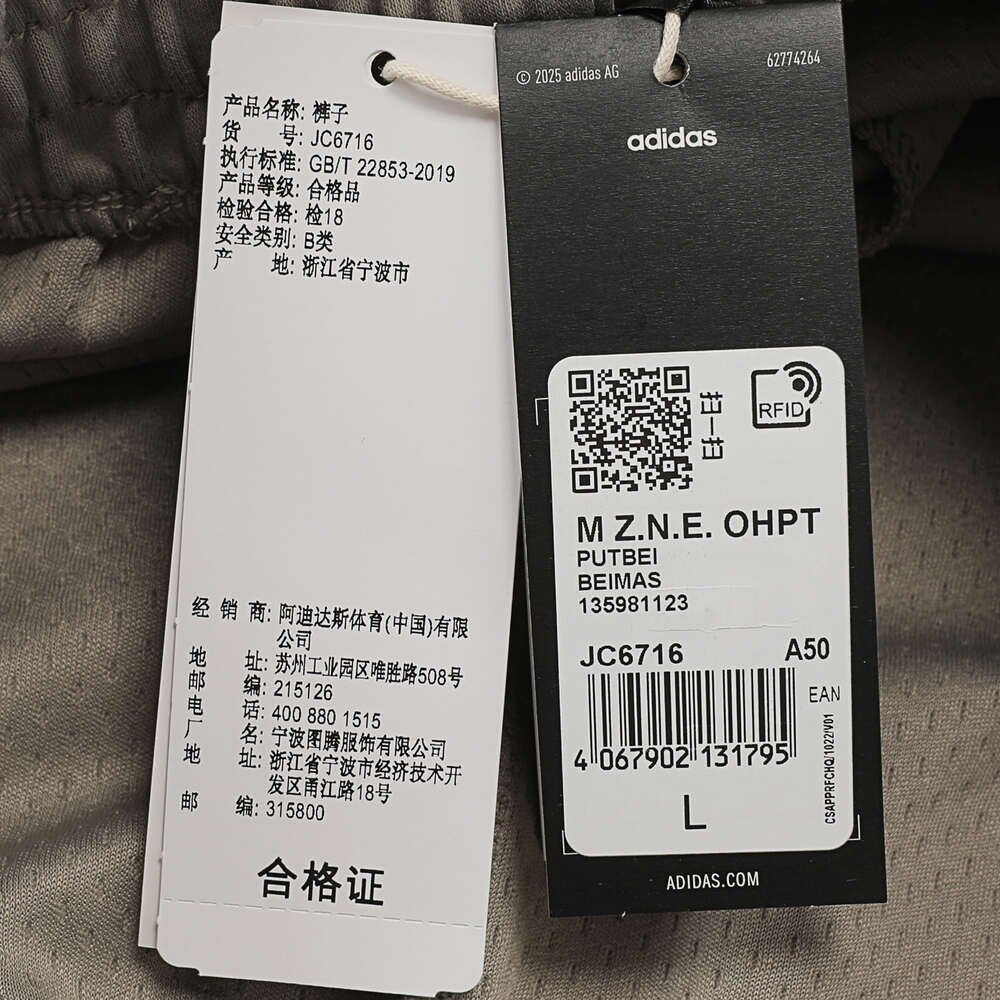 产品名称: 裤子
货 号: JC6716
执行标准: GB/T 22853-2019
产品等级: 合格品
检验合格: 检18
安全类别: B类
产 地: 浙江省宁波市
经 销 商: 阿迪达斯体育(中国)有限
公司
地 址: 苏州工业园区唯胜路508号
邮 编: 215126
电 话: 400 880 1515
厂 名: 宁波图腾服饰有限公司
地 址: 浙江省宁波市经济技术开
发区甬江路18号
邮 编: 315800
合格证
© 2025 adidas AG
62774264
adidas
扫一扫
RFID
M Z.N.E. OHPT
PUTBEI
BEIMAS
135981123
JC6716 A50
EAN
4 067902 131795
CSAPPRFCHQ/1022/V01
L
ADIDAS.COM